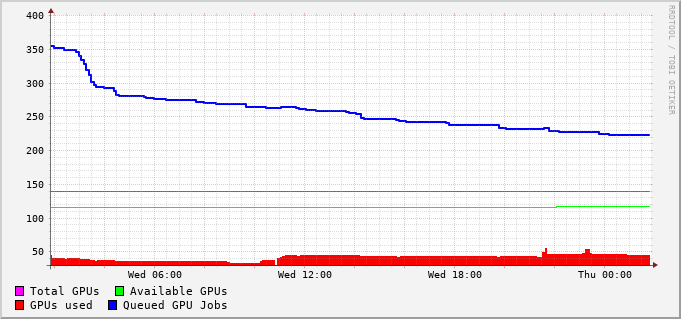 400
350
300
250
200
150
100
50
Wed 06:00 Wed 12:00 Wed 18:00 Thu 00:00
Total GPUs Available GPUs
GPUs used Queued GPU Jobs
RRDTOOL / TOBI OETIKER